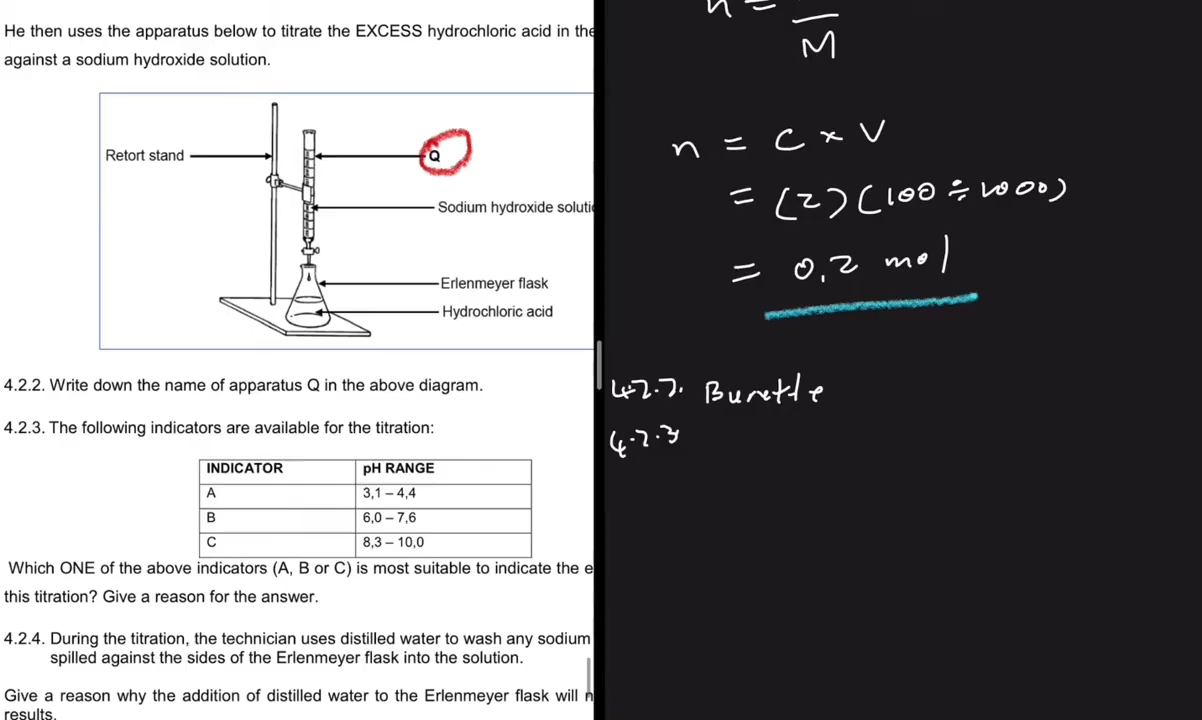 He then uses the apparatus below to titrate the EXCESS hydrochloric acid in the
against a sodium hydroxide solution.
Retort stand
Q
Sodium hydroxide soluti
Erlenmeyer flask
Hydrochloric acid
4.2.2. Write down the name of apparatus Q in the above diagram.
4.2.3. The following indicators are available for the titration:
INDICATOR pH RANGE
A 3,1 – 4,4
B 6,0 – 7,6
C 8,3 – 10,0
Which ONE of the above indicators (A, B or C) is most suitable to indicate the e
this titration? Give a reason for the answer.
4.2.4. During the titration, the technician uses distilled water to wash any sodium
spilled against the sides of the Erlenmeyer flask into the solution.
Give a reason why the addition of distilled water to the Erlenmeyer flask will n
results.
n =
M
n = C × V
= (2)(100 ÷ 1000)
= 0,2 mol
4.2.2. Burette
4.2.3